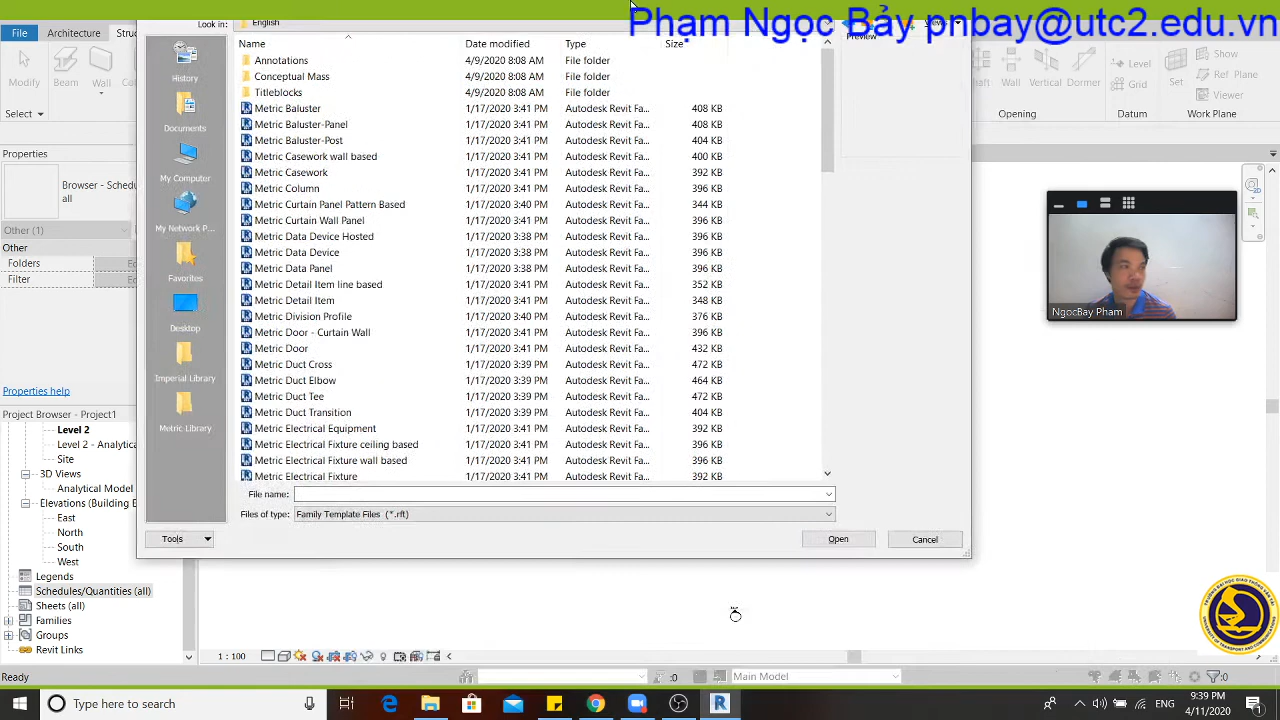 Phạm Ngọc Bảy pnbay@utc2.edu.vn
Look in: English Views
File Architecture
Name Date modified Type Size Preview
Annotations 4/9/2020 8:08 AM File folder
Conceptual Mass 4/9/2020 8:08 AM File folder
Titleblocks 4/9/2020 8:08 AM File folder
Metric Baluster 1/17/2020 3:41 PM Autodesk Revit Fa... 408 KB
Metric Baluster-Panel 1/17/2020 3:41 PM Autodesk Revit Fa... 408 KB
Metric Baluster-Post 1/17/2020 3:41 PM Autodesk Revit Fa... 404 KB
Metric Casework wall based 1/17/2020 3:41 PM Autodesk Revit Fa... 400 KB
Metric Casework 1/17/2020 3:41 PM Autodesk Revit Fa... 392 KB
Metric Column 1/17/2020 3:41 PM Autodesk Revit Fa... 396 KB
Metric Curtain Panel Pattern Based 1/17/2020 3:40 PM Autodesk Revit Fa... 344 KB
Metric Curtain Wall Panel 1/17/2020 3:41 PM Autodesk Revit Fa... 396 KB
Metric Data Device Hosted 1/17/2020 3:38 PM Autodesk Revit Fa... 396 KB
Metric Data Device 1/17/2020 3:38 PM Autodesk Revit Fa... 396 KB
Metric Data Panel 1/17/2020 3:38 PM Autodesk Revit Fa... 396 KB
Metric Detail Item line based 1/17/2020 3:41 PM Autodesk Revit Fa... 352 KB
Metric Detail Item 1/17/2020 3:41 PM Autodesk Revit Fa... 348 KB
Metric Division Profile 1/17/2020 3:40 PM Autodesk Revit Fa... 376 KB
Metric Door - Curtain Wall 1/17/2020 3:41 PM Autodesk Revit Fa... 396 KB
Metric Door 1/17/2020 3:41 PM Autodesk Revit Fa... 432 KB
Metric Duct Cross 1/17/2020 3:39 PM Autodesk Revit Fa... 472 KB
Metric Duct Elbow 1/17/2020 3:39 PM Autodesk Revit Fa... 464 KB
Metric Duct Tee 1/17/2020 3:39 PM Autodesk Revit Fa... 472 KB
Metric Duct Transition 1/17/2020 3:39 PM Autodesk Revit Fa... 404 KB
Metric Electrical Equipment 1/17/2020 3:41 PM Autodesk Revit Fa... 392 KB
Metric Electrical Fixture ceiling based 1/17/2020 3:41 PM Autodesk Revit Fa... 396 KB
Metric Electrical Fixture wall based 1/17/2020 3:41 PM Autodesk Revit Fa... 396 KB
Metric Electrical Fixture 1/17/2020 3:41 PM Autodesk Revit Fa... 392 KB
File name:
Files of type: Family Template Files (*.rft)
Tools Open Cancel
History
Documents
My Computer
My Network P...
Favorites
Desktop
Imperial Library
Metric Library
Modify Beam Wall
Select
Properties
Browser - Schedu
all
Other (1)
Other
Folders
Filter
Properties help
Project Browser - Project1
Level 2
Level 2 - Analytica
Site
3D Views
Analytical Model
Elevations (Building
East
North
South
West
Legends
Schedules/Quantities (all)
Sheets (all)
Families
Groups
Revit Links
Wall Vertical Dormer
Level
Grid
Set
Show
Ref Plane
Viewer
Opening Datum Work Plane
NgocBay Pham
1 : 100
Ready :0 Main Model :0
Type here to search
9:39 PM
4/11/2020